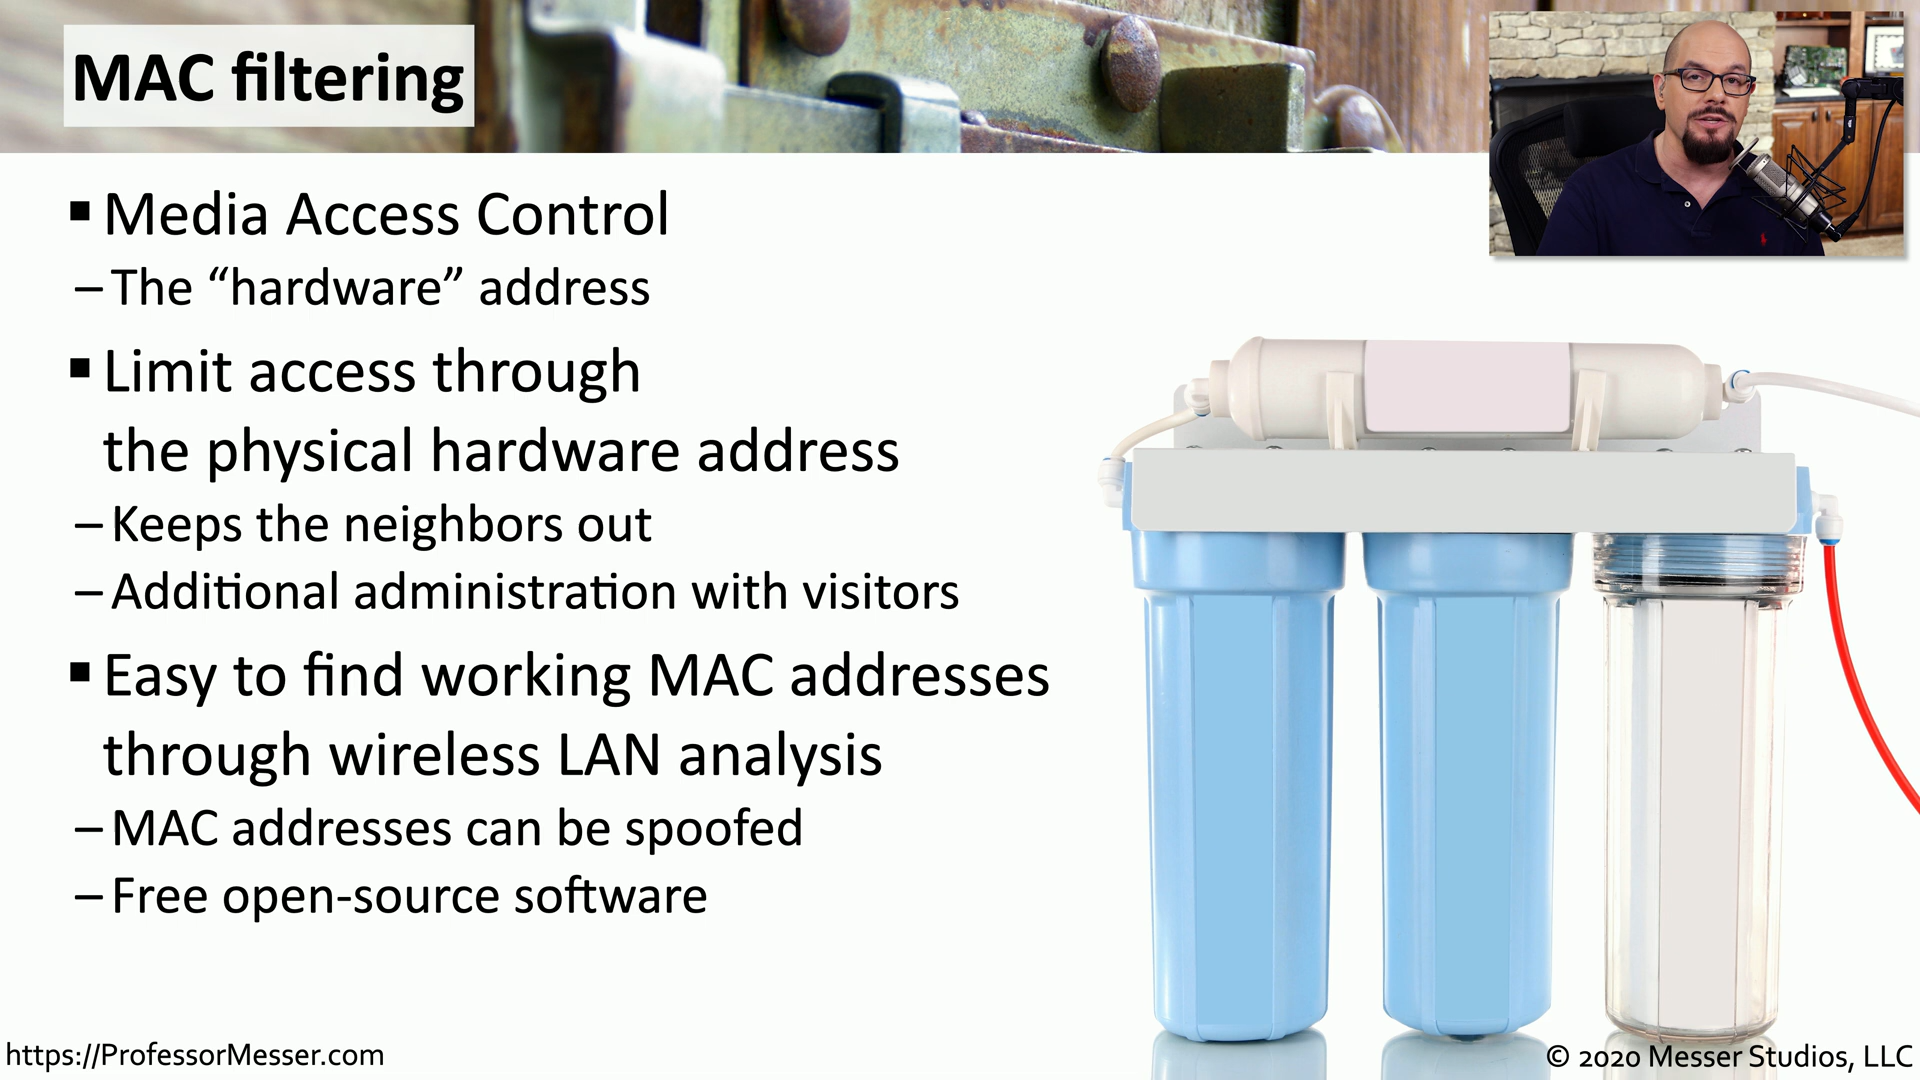 MAC filtering
▪ Media Access Control
– The “hardware” address
▪ Limit access through
the physical hardware address
– Keeps the neighbors out
– Additional administration with visitors
▪ Easy to find working MAC addresses
through wireless LAN analysis
– MAC addresses can be spoofed
– Free open-source software
https://ProfessorMesser.com
© 2020 Messer Studios, LLC